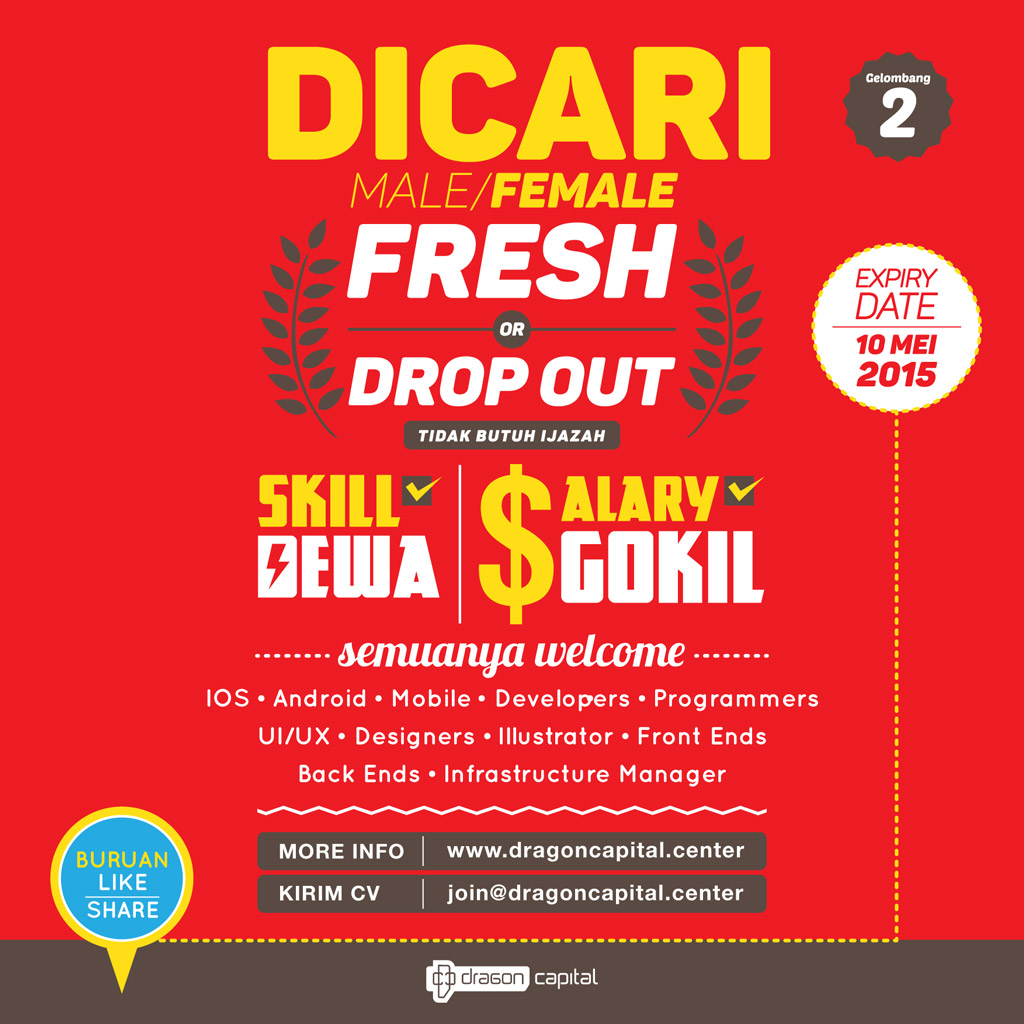 DICARI
Gelombang
2
MALE/FEMALE
FRESH
OR
DROP OUT
TIDAK BUTUH IJAZAH
EXPIRY
DATE
10 MEI
2015
SKILL
DEWA
$ALARY
GOKIL
semuanya welcome
IOS • Android • Mobile • Developers • Programmers
UI/UX • Designers • Illustrator • Front Ends
Back Ends • Infrastructure Manager
MORE INFO | www.dragoncapital.center
KIRIM CV | join@dragoncapital.center
BURUAN
LIKE
SHARE
dragon capital